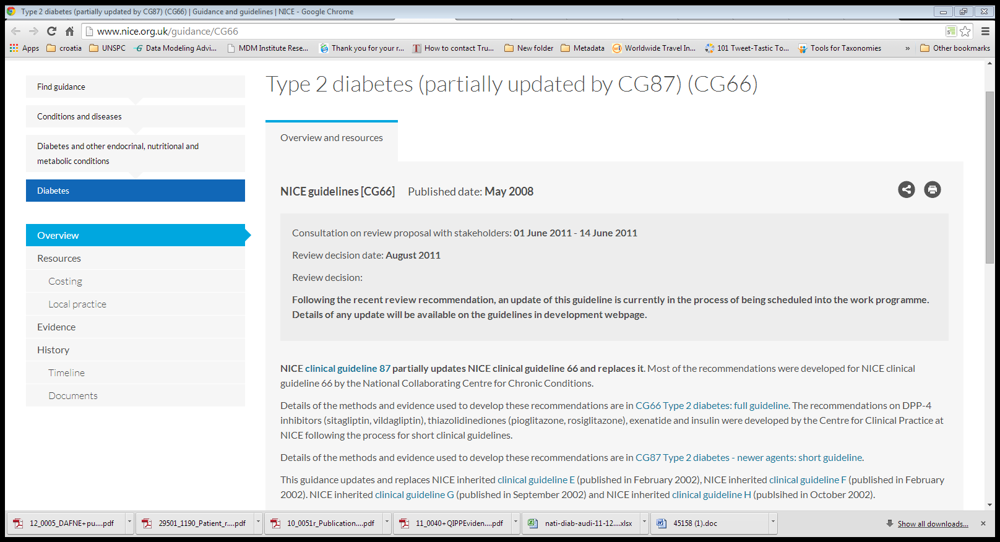 Type 2 diabetes (partially updated by CG87) (CG66) | Guidance and guidelines | NICE - Google Chrome
www.nice.org.uk/guidance/CG66
Apps croatia UNSPC Data Modeling Advi... MDM Institute Rese... Thank you for your r... How to contact Tru... New folder Metadata Worldwide Travel In... 101 Tweet-Tastic To... Tools for Taxonomies » Other bookmarks
Find guidance
Conditions and diseases
Diabetes and other endocrinal, nutritional and
metabolic conditions
Diabetes
Overview
Resources
Costing
Local practice
Evidence
History
Timeline
Documents
Type 2 diabetes (partially updated by CG87) (CG66)
Overview and resources
NICE guidelines [CG66] Published date: May 2008
Consultation on review proposal with stakeholders: 01 June 2011 - 14 June 2011
Review decision date: August 2011
Review decision:
Following the recent review recommendation, an update of this guideline is currently in the process of being scheduled into the work programme.
Details of any update will be available on the guidelines in development webpage.
NICE clinical guideline 87 partially updates NICE clinical guideline 66 and replaces it. Most of the recommendations were developed for NICE clinical
guideline 66 by the National Collaborating Centre for Chronic Conditions.
Details of the methods and evidence used to develop these recommendations are in CG66 Type 2 diabetes: full guideline. The recommendations on DPP-4
inhibitors (sitagliptin, vildagliptin), thiazolidinediones (pioglitazone, rosiglitazone), exenatide and insulin were developed by the Centre for Clinical Practice at
NICE following the process for short clinical guidelines.
Details of the methods and evidence used to develop these recommendations are in CG87 Type 2 diabetes - newer agents: short guideline.
This guidance updates and replaces NICE inherited clinical guideline E (published in February 2002), NICE inherited clinical guideline F (published in February
2002). NICE inherited clinical guideline G (published in September 2002) and NICE inherited clinical guideline H (publsihed in October 2002).
12_0005_DAFNE+pu....pdf 29501_1190_Patient_r....pdf 10_0051r_Publication....pdf 11_0040+QIPPEviden....pdf nati-diab-audi-11-12....xlsx 45158 (1).doc Show all downloads...